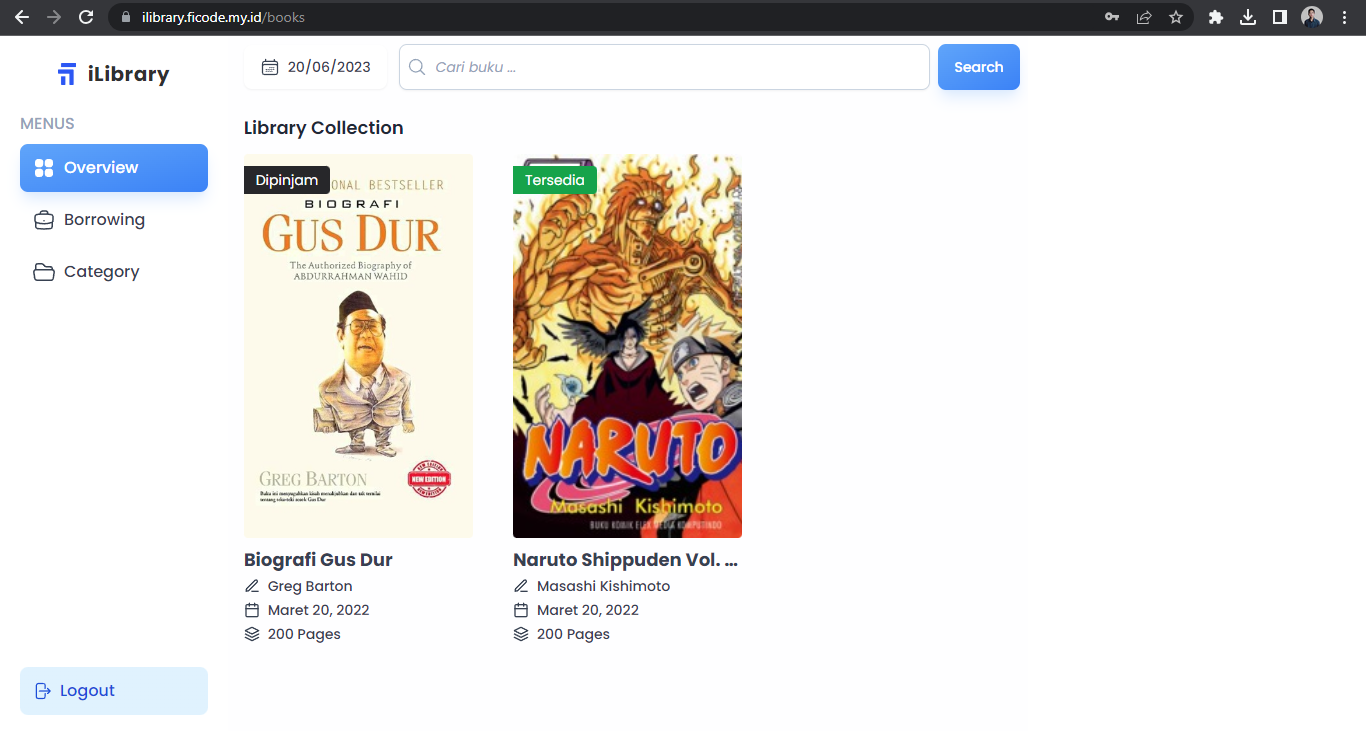 ilibrary.ficode.my.id/books
iLibrary
20/06/2023
Cari buku ...
Search
MENUS
Overview
Borrowing
Category
Logout
Library Collection
Dipinjam
ONAL BESTSELLER
BIOGRAFI
GUS DUR
The Authorized Biography of
ABDURRAHMAN WAHID
GREG BARTON
NEW EDITION
Buku ini mengisahkan
Biografi Gus Dur
Greg Barton
Maret 20, 2022
200 Pages
Tersedia
NARUTO
Masashi Kishimoto
BUKU KOMIK ELEX MEDIA KOMPUTINDO
Naruto Shippuden Vol. ...
Masashi Kishimoto
Maret 20, 2022
200 Pages